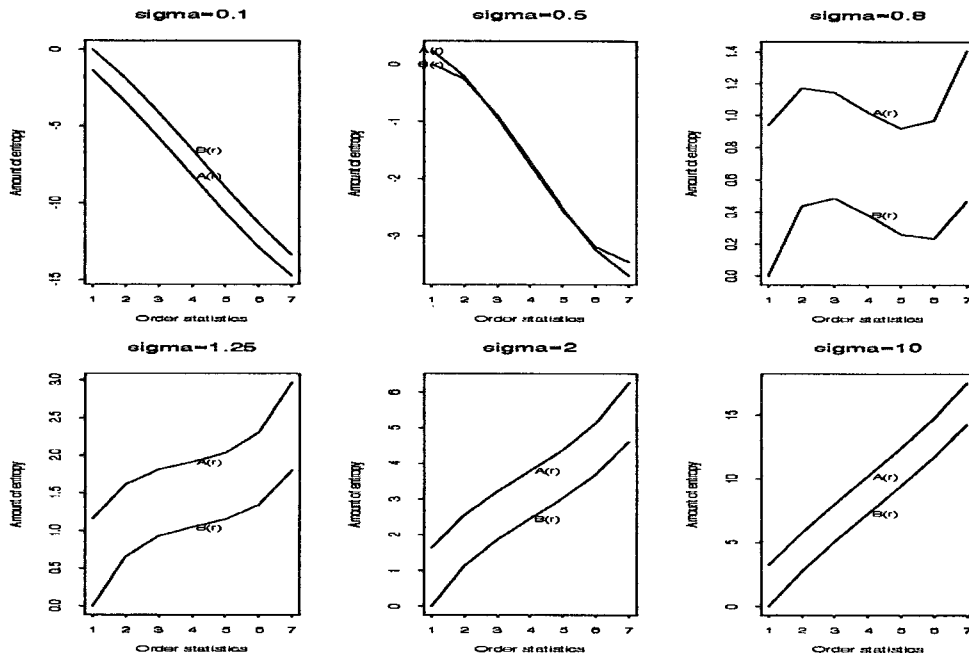 sigma=0.1
Amount of entropy
0
-5
-10
-15
B(r)
A(r)
1 2 3 4 5 6 7
Order statistics
sigma=0.5
Amount of entropy
0
-1
-2
-3
A(r)
B(r)
1 2 3 4 5 6 7
Order statistics
sigma=0.8
Amount of entropy
1.4
1.2
1.0
0.8
0.6
0.4
0.2
0.0
A(r)
B(r)
1 2 3 4 5 6 7
Order statistics
sigma=1.25
Amount of entropy
3.0
2.5
2.0
1.5
1.0
0.5
0.0
A(r)
B(r)
1 2 3 4 5 6 7
Order statistics
sigma=2
Amount of entropy
6
5
4
3
2
1
0
A(r)
B(r)
1 2 3 4 5 6 7
Order statistics
sigma=10
Amount of entropy
15
10
5
0
A(r)
B(r)
1 2 3 4 5 6 7
Order statistics